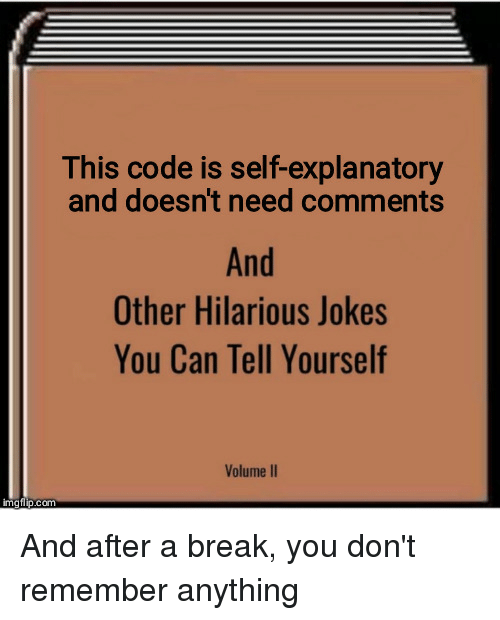 This code is self-explanatory
and doesn't need comments
And
Other Hilarious Jokes
You Can Tell Yourself
Volume II
imgflip.com
And after a break, you don't
remember anything